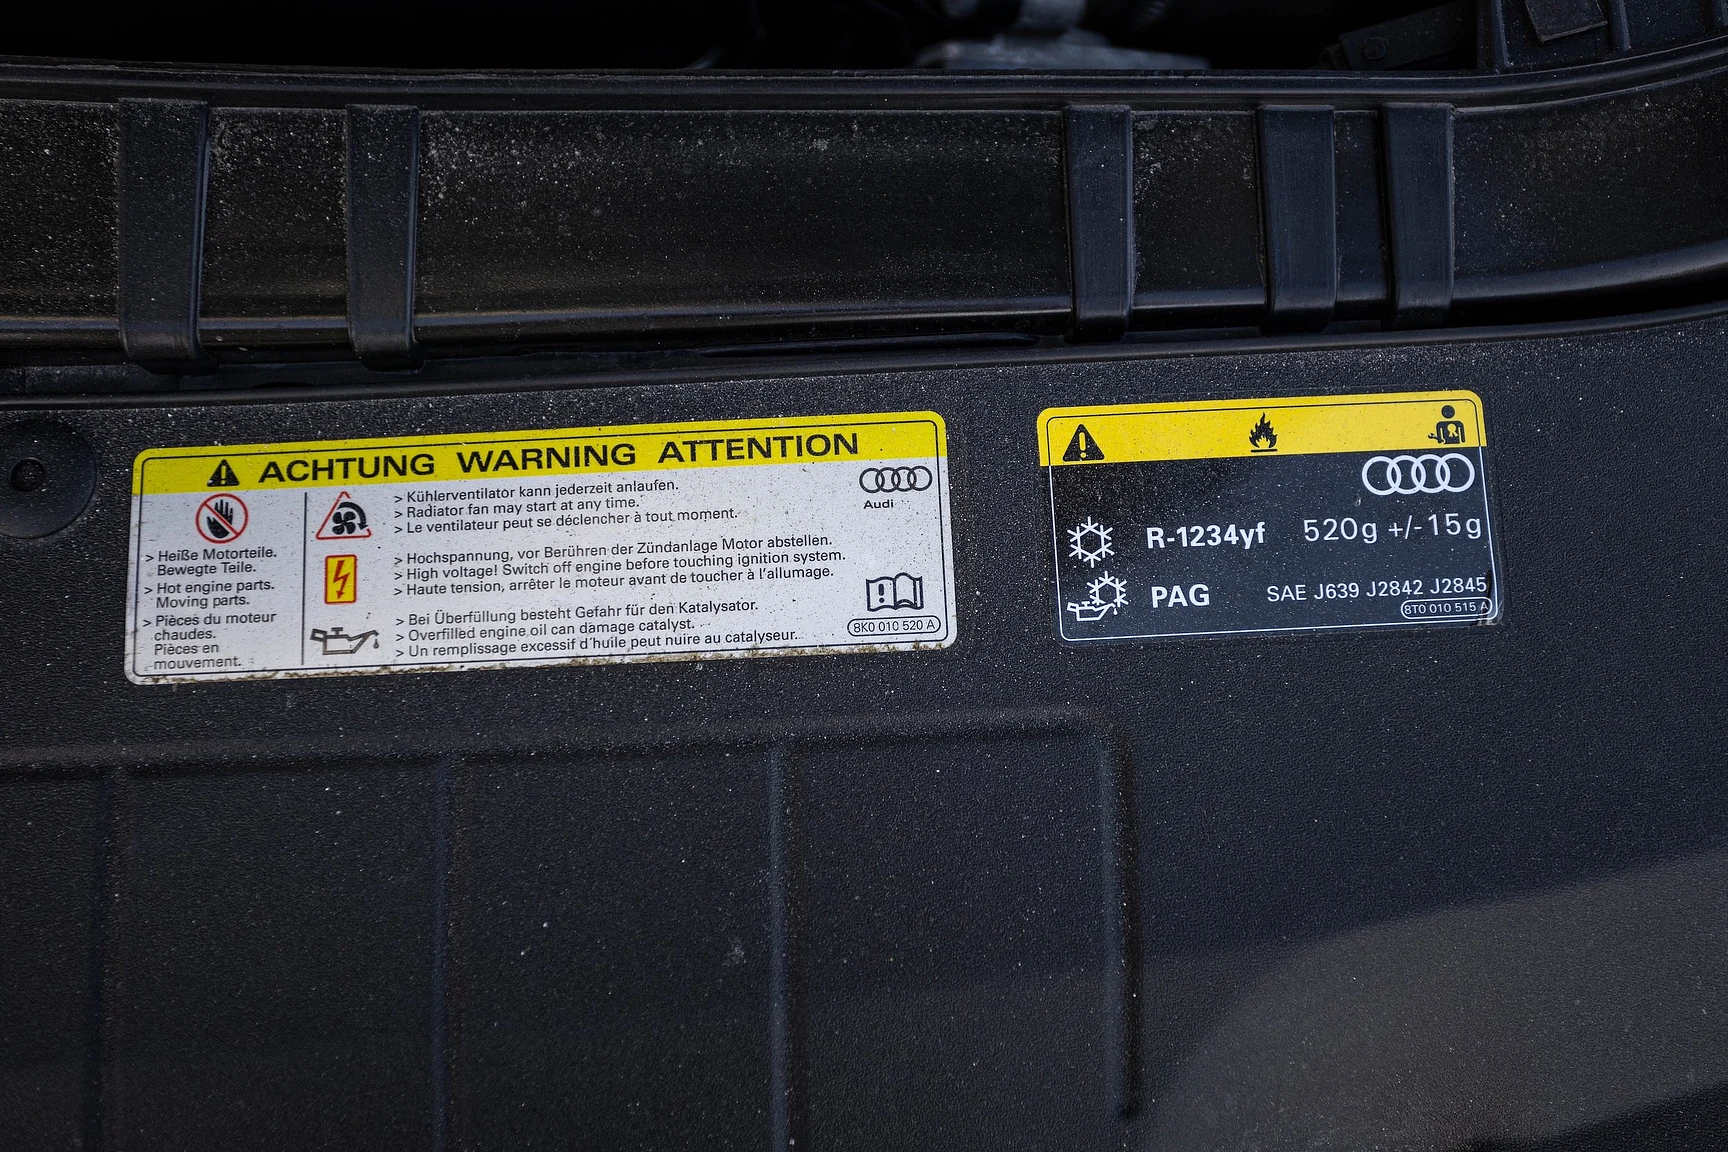 ACHTUNG WARNING ATTENTION
> Heiße Motorteile.
Bewegte Teile.
> Hot engine parts.
Moving parts.
> Pièces du moteur
chaudes.
Pièces en
mouvement.
> Kühlerventilator kann jederzeit anlaufen.
> Radiator fan may start at any time.
> Le ventilateur peut se déclencher à tout moment.
> Hochspannung, vor Berühren der Zündanlage Motor abstellen.
> High voltage! Switch off engine before touching ignition system.
> Haute tension, arrêter le moteur avant de toucher à l'allumage.
> Bei Überfüllung besteht Gefahr für den Katalysator.
> Overfilled engine oil can damage catalyst.
> Un remplissage excessif d'huile peut nuire au catalyseur.
Audi
8K0 010 520 A
R-1234yf 520g +/-15g
PAG SAE J639 J2842 J2845
8T0 010 515 A